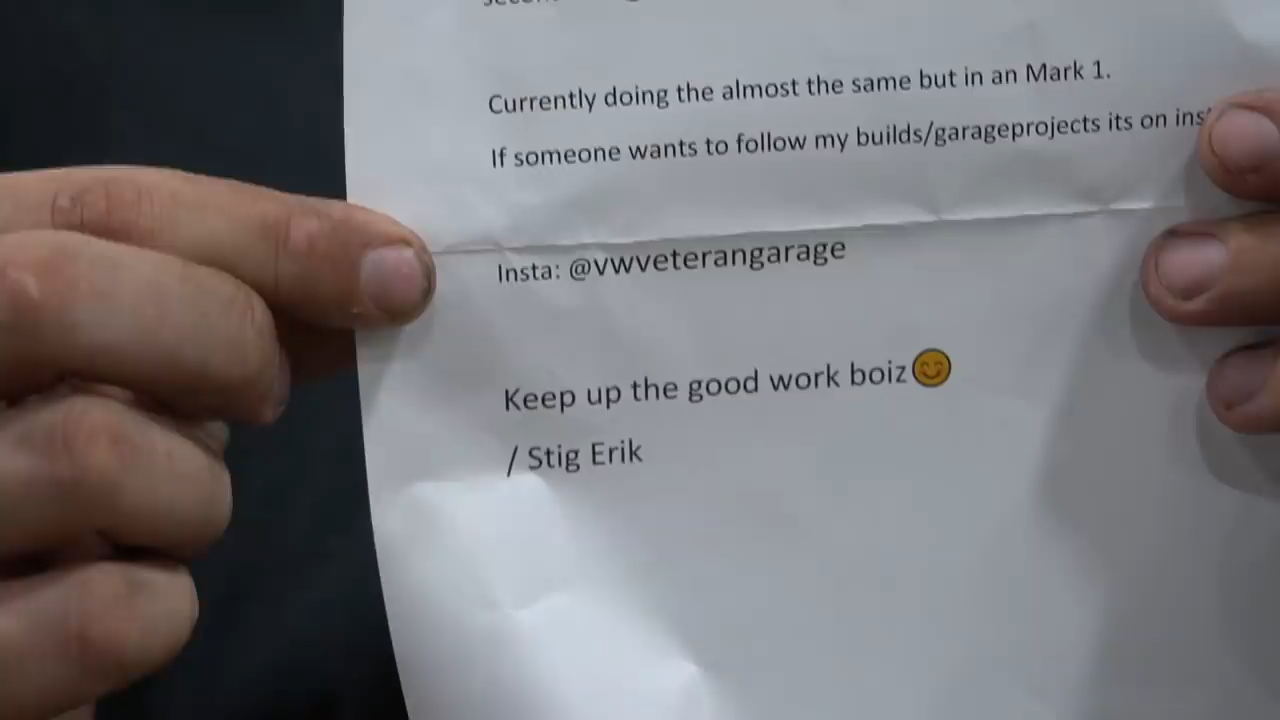 Currently doing the almost the same but in an Mark 1.
If someone wants to follow my builds/garageprojects its on
Insta: @vwveterangarage
Keep up the good work boiz😊
/ Stig Erik